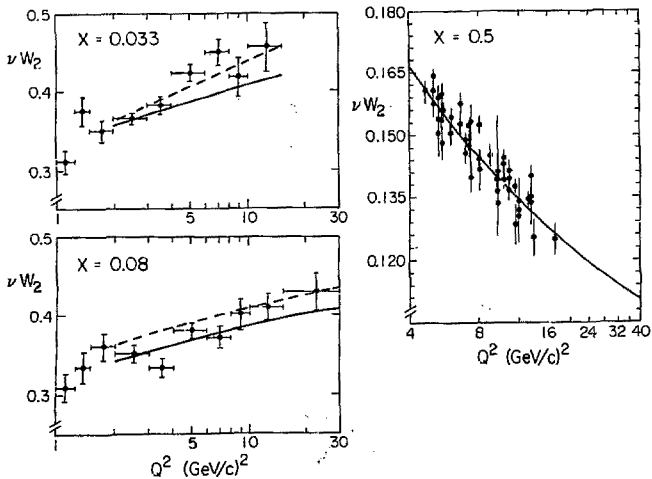 X = 0.033
νW₂
0.5
0.4
0.3
1 5 10 30
X = 0.08
νW₂
0.5
0.4
0.3
1 5 10 30
Q² (GeV/c)²
X = 0.5
νW₂
0.180
0.165
0.150
0.135
0.120
4 8 12 16 24 32 40
Q² (GeV/c)²